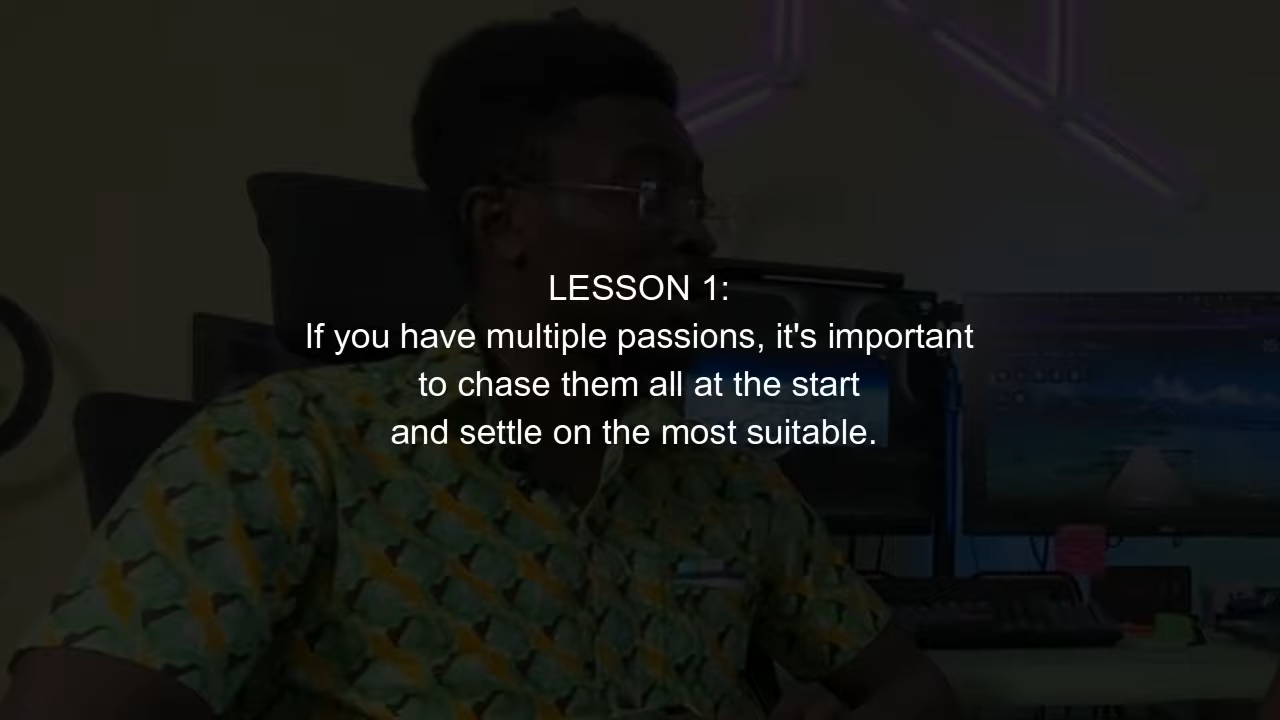 LESSON 1:
If you have multiple passions, it's important
to chase them all at the start
and settle on the most suitable.